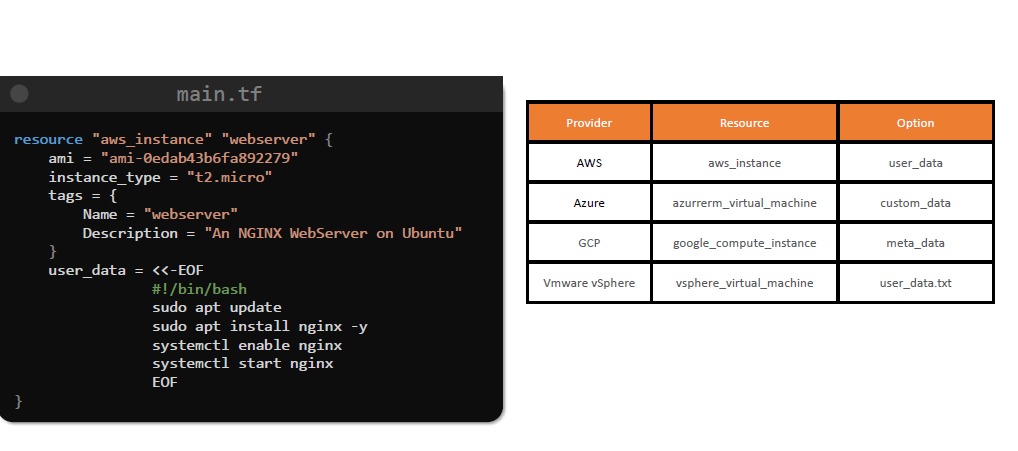 main.tf
resource "aws_instance" "webserver" {
ami = "ami-0edab43b6fa892279"
instance_type = "t2.micro"
tags = {
Name = "webserver"
Description = "An NGINX WebServer on Ubuntu"
}
user_data = <<-EOF
#!/bin/bash
sudo apt update
sudo apt install nginx -y
systemctl enable nginx
systemctl start nginx
EOF
}
Provider Resource Option
AWS aws_instance user_data
Azure azurrerm_virtual_machine custom_data
GCP google_compute_instance meta_data
Vmware vSphere vsphere_virtual_machine user_data.txt